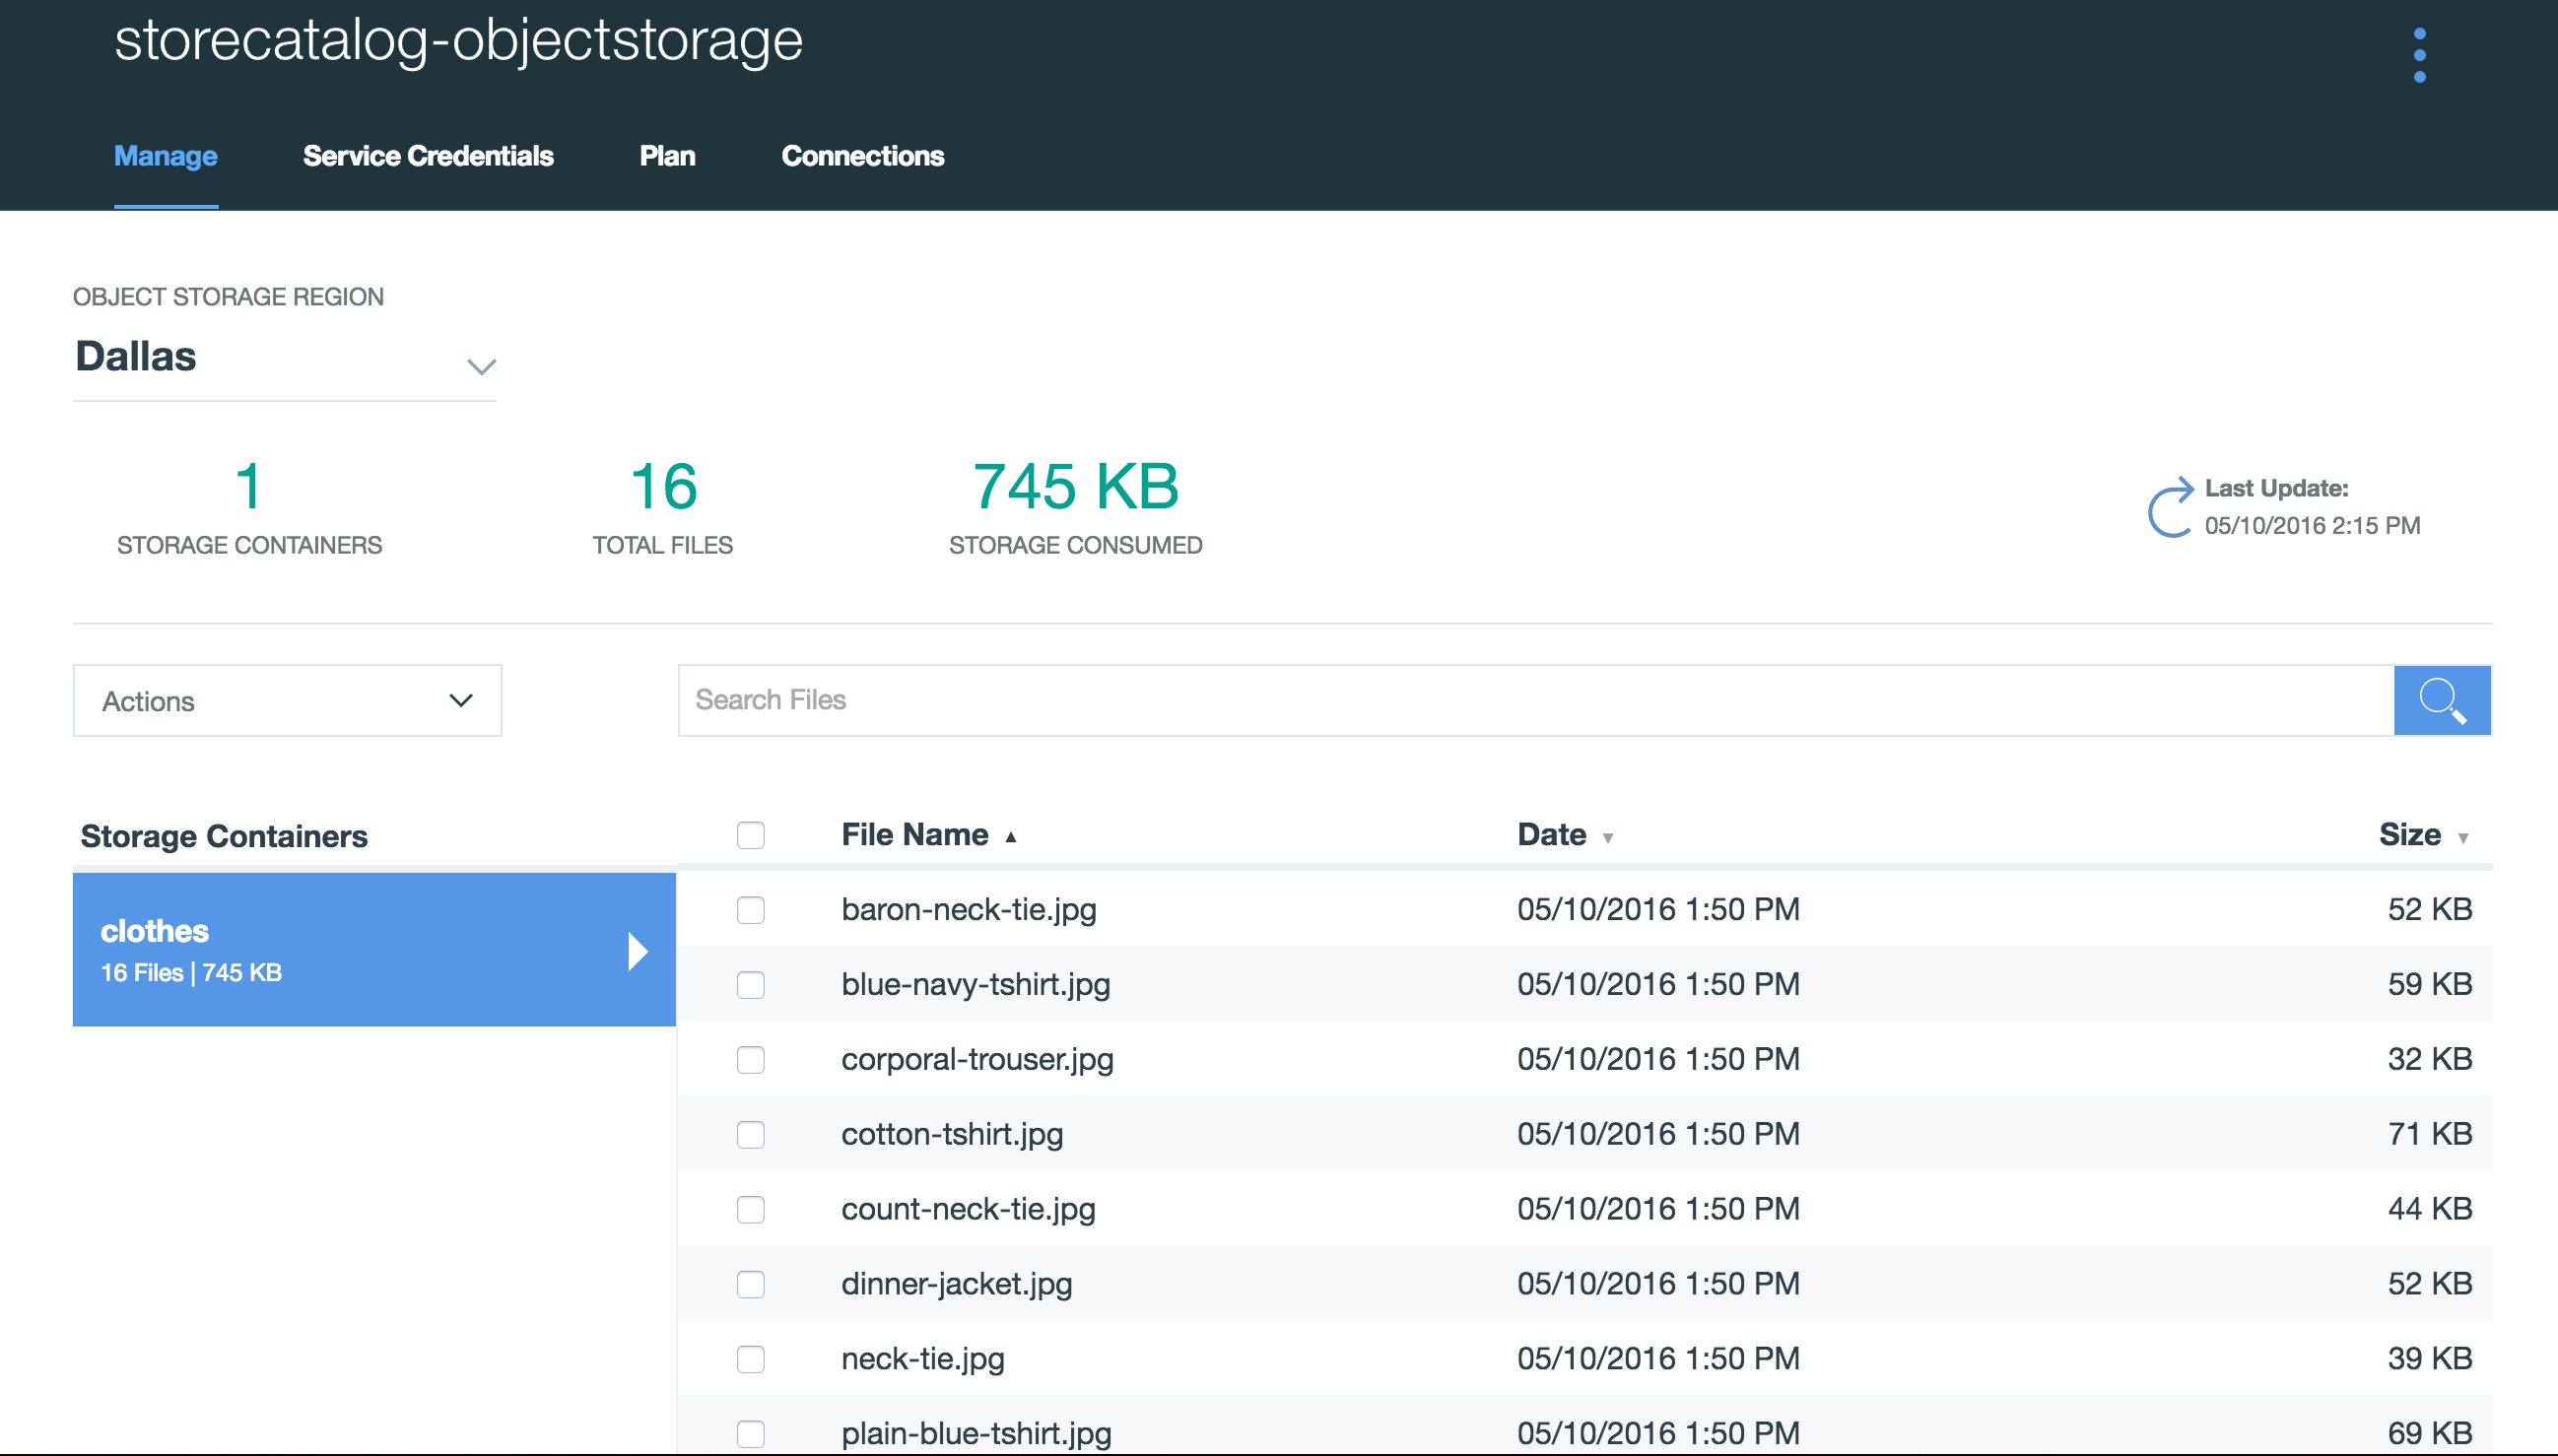 storecatalog-objectstorage
Manage Service Credentials Plan Connections
OBJECT STORAGE REGION
Dallas
1 16 745 KB
STORAGE CONTAINERS TOTAL FILES STORAGE CONSUMED
Last Update:
05/10/2016 2:15 PM
Actions Search Files
Storage Containers
clothes
16 Files | 745 KB
File Name ▲ Date ▼ Size ▼
baron-neck-tie.jpg 05/10/2016 1:50 PM 52 KB
blue-navy-tshirt.jpg 05/10/2016 1:50 PM 59 KB
corporal-trouser.jpg 05/10/2016 1:50 PM 32 KB
cotton-tshirt.jpg 05/10/2016 1:50 PM 71 KB
count-neck-tie.jpg 05/10/2016 1:50 PM 44 KB
dinner-jacket.jpg 05/10/2016 1:50 PM 52 KB
neck-tie.jpg 05/10/2016 1:50 PM 39 KB
plain-blue-tshirt.jpg 05/10/2016 1:50 PM 69 KB